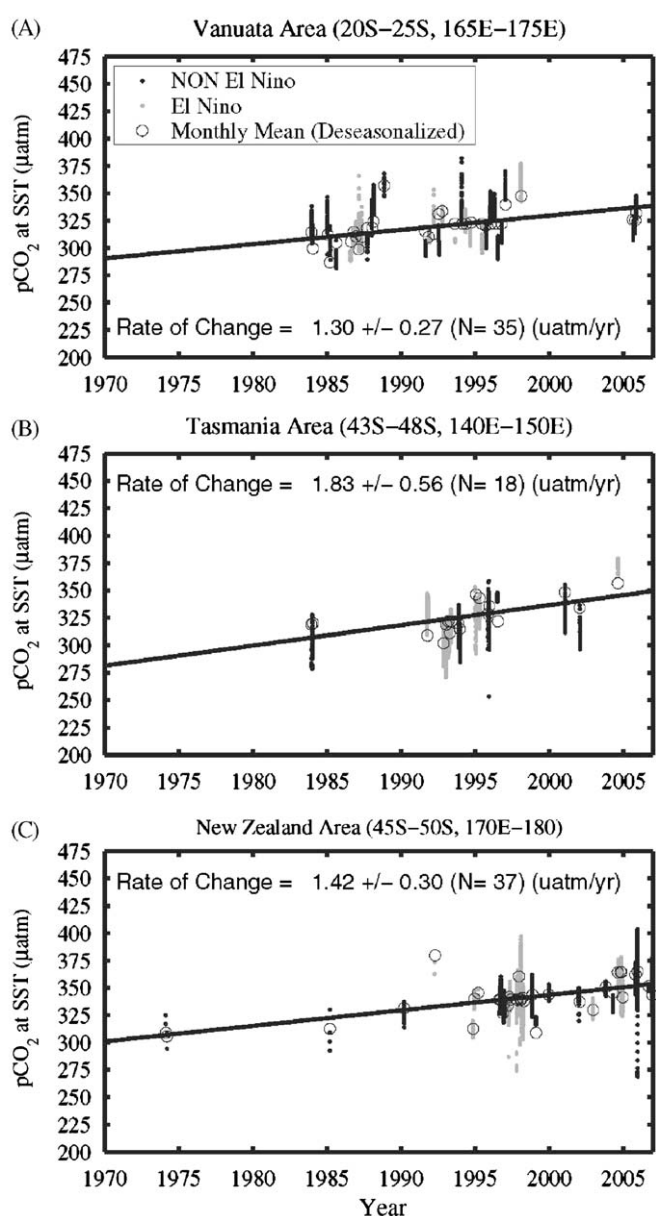 (A) Vanuata Area (20S−25S, 165E−175E)
475
450
425
400
375
350
325
300
275
250
225
200
pCO2 at SST (μatm)
NON El Nino
El Nino
Monthly Mean (Deseasonalized)
Rate of Change = 1.30 +/− 0.27 (N= 35) (uatm/yr)
1970 1975 1980 1985 1990 1995 2000 2005
(B) Tasmania Area (43S−48S, 140E−150E)
475
450
425
400
375
350
325
300
275
250
225
200
pCO2 at SST (μatm)
Rate of Change = 1.83 +/− 0.56 (N= 18) (uatm/yr)
1970 1975 1980 1985 1990 1995 2000 2005
(C) New Zealand Area (45S−50S, 170E−180)
475
450
425
400
375
350
325
300
275
250
225
200
pCO2 at SST (μatm)
Rate of Change = 1.42 +/− 0.30 (N= 37) (uatm/yr)
1970 1975 1980 1985 1990 1995 2000 2005
Year